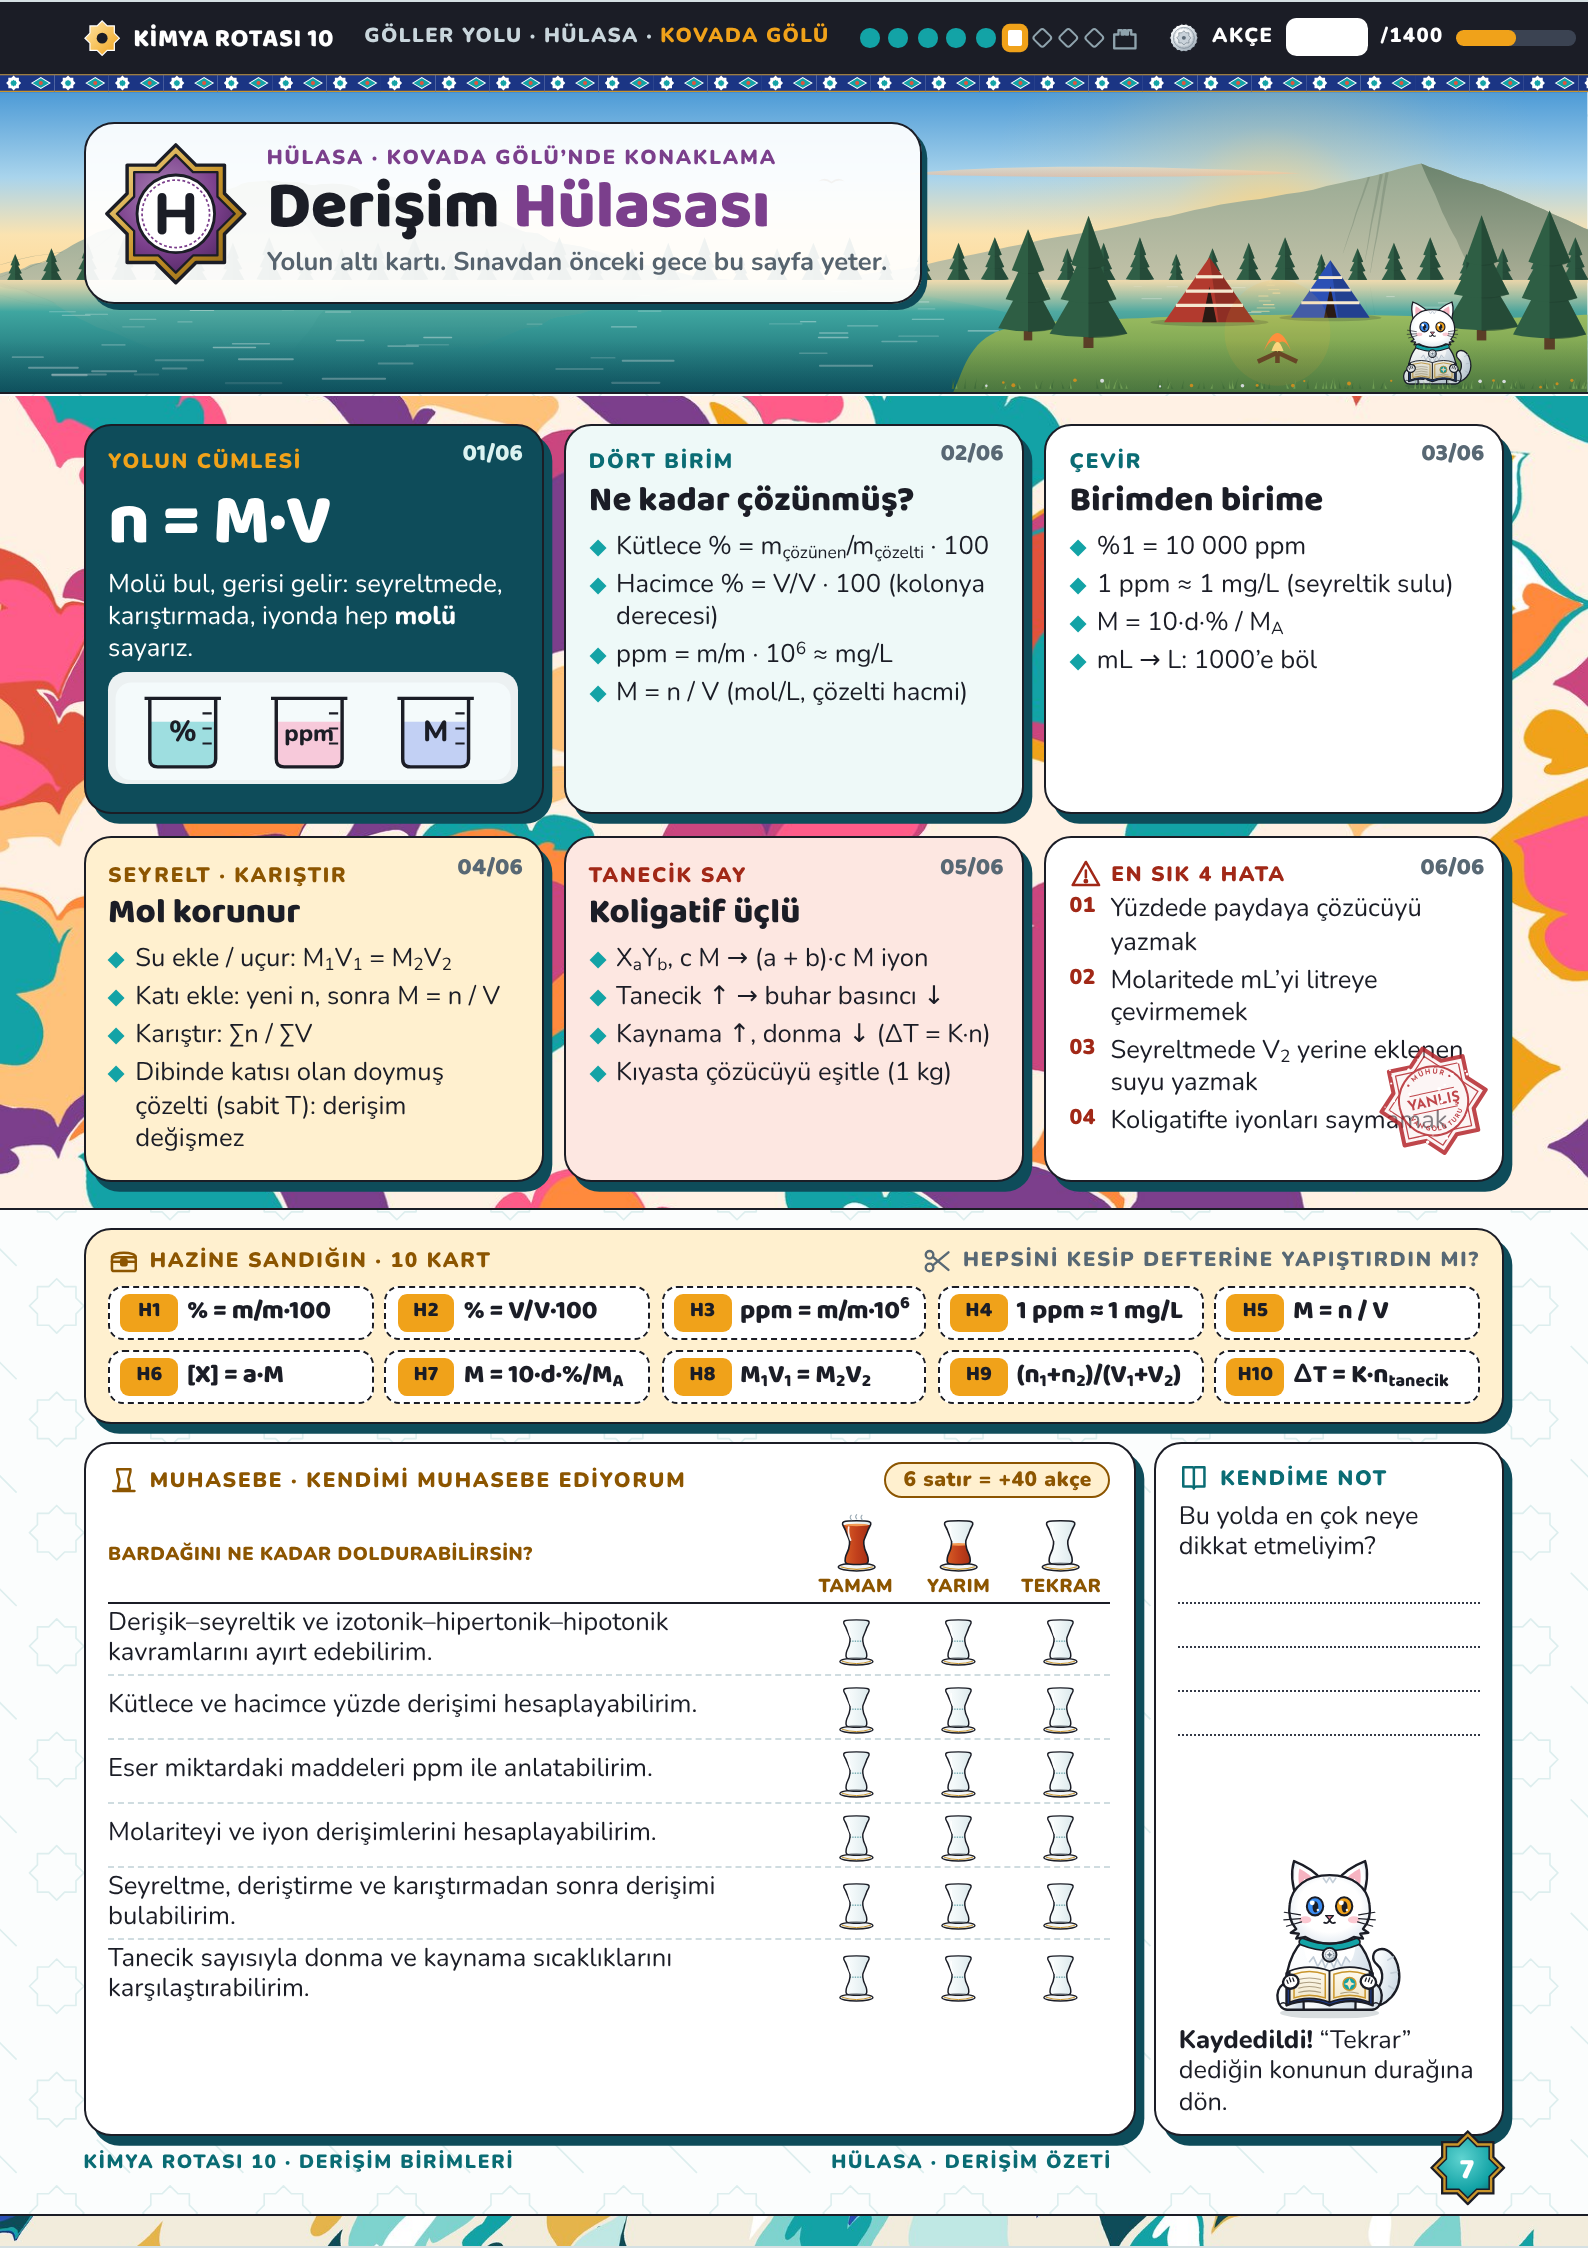 KİMYA ROTASI 10
GÖLLER YOLU · HÜLASA · KOVADA GÖLÜ
AKÇE /1400
HÜLASA · KOVADA GÖLÜ’NDE KONAKLAMA
H
Derişim Hülasası
Yolun altı kartı. Sınavdan önceki gece bu sayfa yeter.
YOLUN CÜMLESİ 01/06
n = M·V
Molü bul, gerisi gelir: seyreltmede,
karıştırmada, iyonda hep molü
sayarız.
% ppm M
DÖRT BİRİM 02/06
Ne kadar çözünmüş?
◆ Kütlece % = mçözünen/mçözelti · 100
◆ Hacimce % = V/V · 100 (kolonya
derecesi)
◆ ppm = m/m · 10⁶ ≈ mg/L
◆ M = n / V (mol/L, çözelti hacmi)
ÇEVİR 03/06
Birimden birime
◆ %1 = 10 000 ppm
◆ 1 ppm ≈ 1 mg/L (seyreltik sulu)
◆ M = 10·d·% / MA
◆ mL → L: 1000’e böl
SEYRELT · KARIŞTIR 04/06
Mol korunur
◆ Su ekle / uçur: M₁V₁ = M₂V₂
◆ Katı ekle: yeni n, sonra M = n / V
◆ Karıştır: ∑n / ∑V
◆ Dibinde katısı olan doymuş
çözelti (sabit T): derişim
değişmez
TANECİK SAY 05/06
Koligatif üçlü
◆ XaYb, c M → (a + b)·c M iyon
◆ Tanecik ↑ → buhar basıncı ↓
◆ Kaynama ↑, donma ↓ (ΔT = K·n)
◆ Kıyasta çözücüyü eşitle (1 kg)
EN SIK 4 HATA 06/06
01 Yüzdede paydaya çözücüyü
yazmak
02 Molaritede mL’yi litreye
çevirmemek
03 Seyreltmede V₂ yerine eklenen
suyu yazmak
04 Koligatifte iyonları saymamak
MÜHÜR
YANLIŞ
HAZİNE SANDIĞIN · 10 KART
HEPSİNİ KESİP DEFTERİNE YAPIŞTIRDIN MI?
H1 % = m/m·100
H2 % = V/V·100
H3 ppm = m/m·10⁶
H4 1 ppm ≈ 1 mg/L
H5 M = n / V
H6 [X] = a·M
H7 M = 10·d·%/MA
H8 M₁V₁ = M₂V₂
H9 (n₁+n₂)/(V₁+V₂)
H10 ΔT = K·ntanecik
MUHASEBE · KENDİMİ MUHASEBE EDİYORUM
6 satır = +40 akçe
BARDAĞINI NE KADAR DOLDURABİLİRSİN?
TAMAM YARIM TEKRAR
Derişik–seyreltik ve izotonik–hipertonik–hipotonik
kavramlarını ayırt edebilirim.
Kütlece ve hacimce yüzde derişimi hesaplayabilirim.
Eser miktardaki maddeleri ppm ile anlatabilirim.
Molariteyi ve iyon derişimlerini hesaplayabilirim.
Seyreltme, deriştirme ve karıştırmadan sonra derişimi
bulabilirim.
Tanecik sayısıyla donma ve kaynama sıcaklıklarını
karşılaştırabilirim.
KENDİME NOT
Bu yolda en çok neye
dikkat etmeliyim?
Kaydedildi! “Tekrar”
dediğin konunun durağına
dön.
KİMYA ROTASI 10 · DERİŞİM BİRİMLERİ
HÜLASA · DERİŞİM ÖZETİ
7